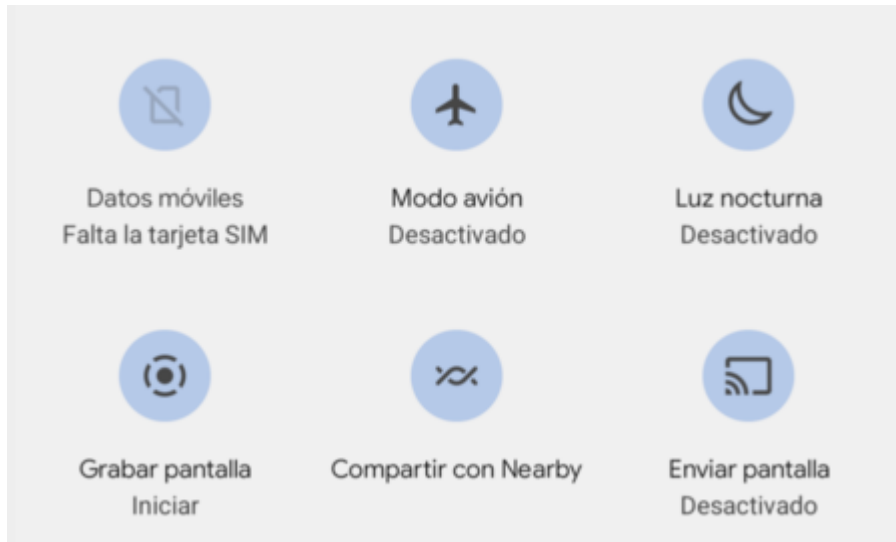 Datos móviles
Falta la tarjeta SIM
Modo avión
Desactivado
Luz nocturna
Desactivado
Grabar pantalla
Iniciar
Compartir con Nearby
Enviar pantalla
Desactivado